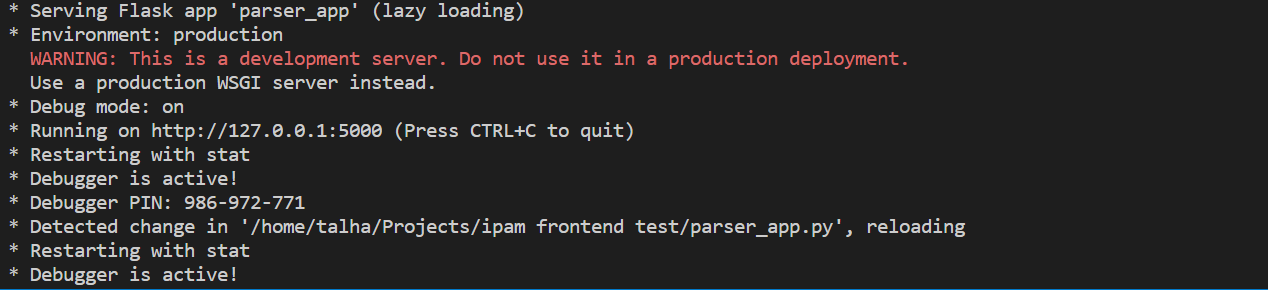 * Serving Flask app 'parser_app' (lazy loading)
* Environment: production
WARNING: This is a development server. Do not use it in a production deployment.
Use a production WSGI server instead.
* Debug mode: on
* Running on http://127.0.0.1:5000 (Press CTRL+C to quit)
* Restarting with stat
* Debugger is active!
* Debugger PIN: 986-972-771
* Detected change in '/home/talha/Projects/ipam frontend test/parser_app.py', reloading
* Restarting with stat
* Debugger is active!